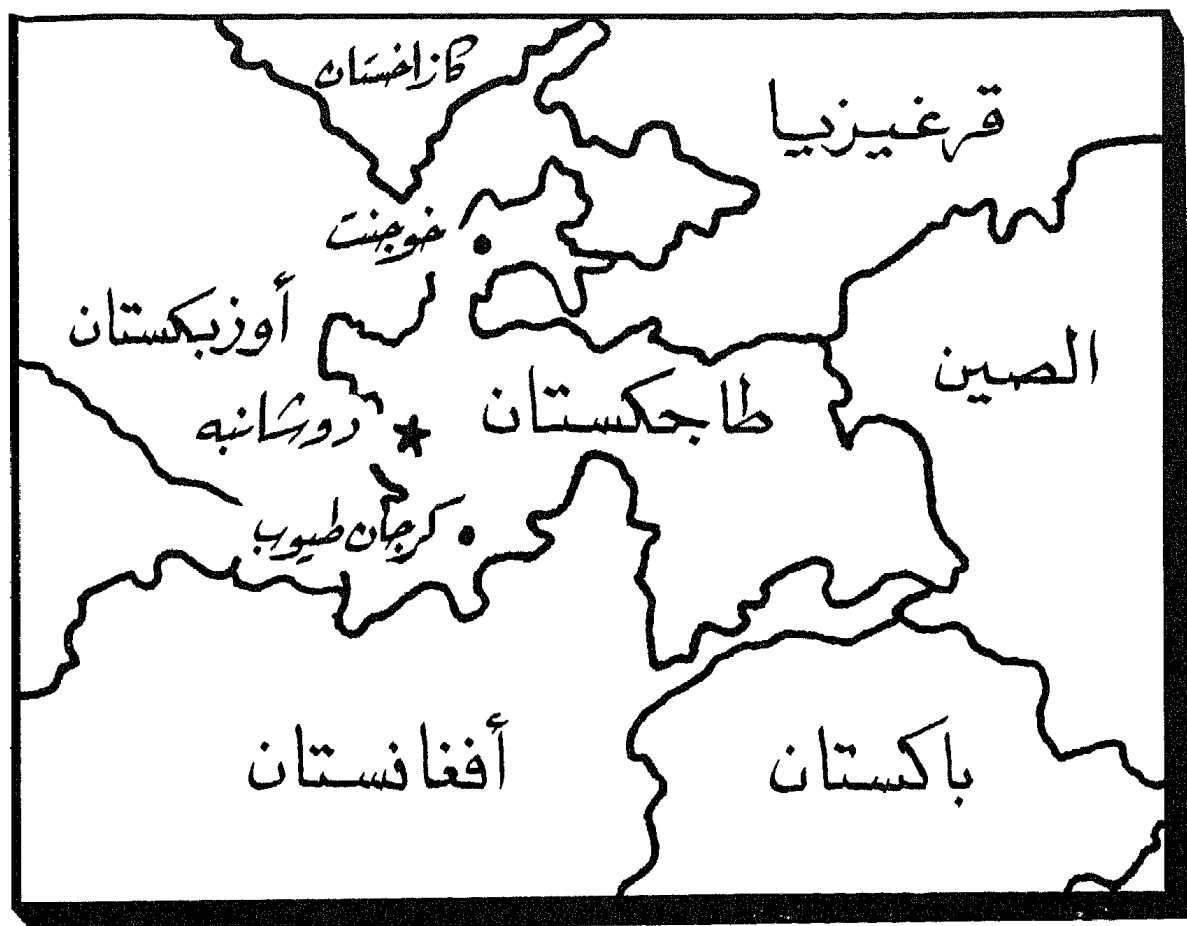 كازاخستان
قرغيزيا
خوجنت
أوزبكستان
الصين
طاجكستان
دوشانبه
كرجان طيوب
أفغانستان
باكستان